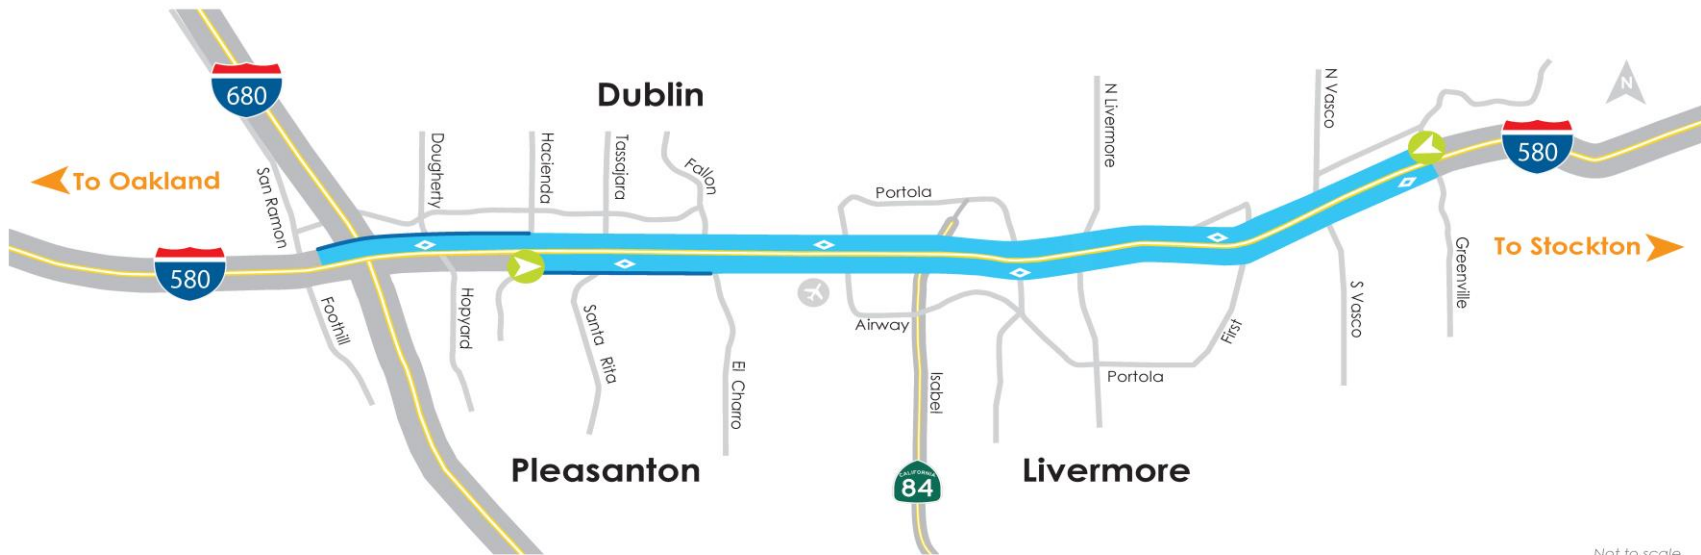 680
Dublin
To Oakland
San Ramon
Dougherty
Hacienda
Tassajara
Fallon
Portola
N Livermore
N Vasco
N
580
580
To Stockton
Foothill
Hopyard
Santa Rita
El Charro
Airway
Isabel
First
Portola
S Vasco
Greenville
Pleasanton
CALIFORNIA
84
Livermore
Not to scale